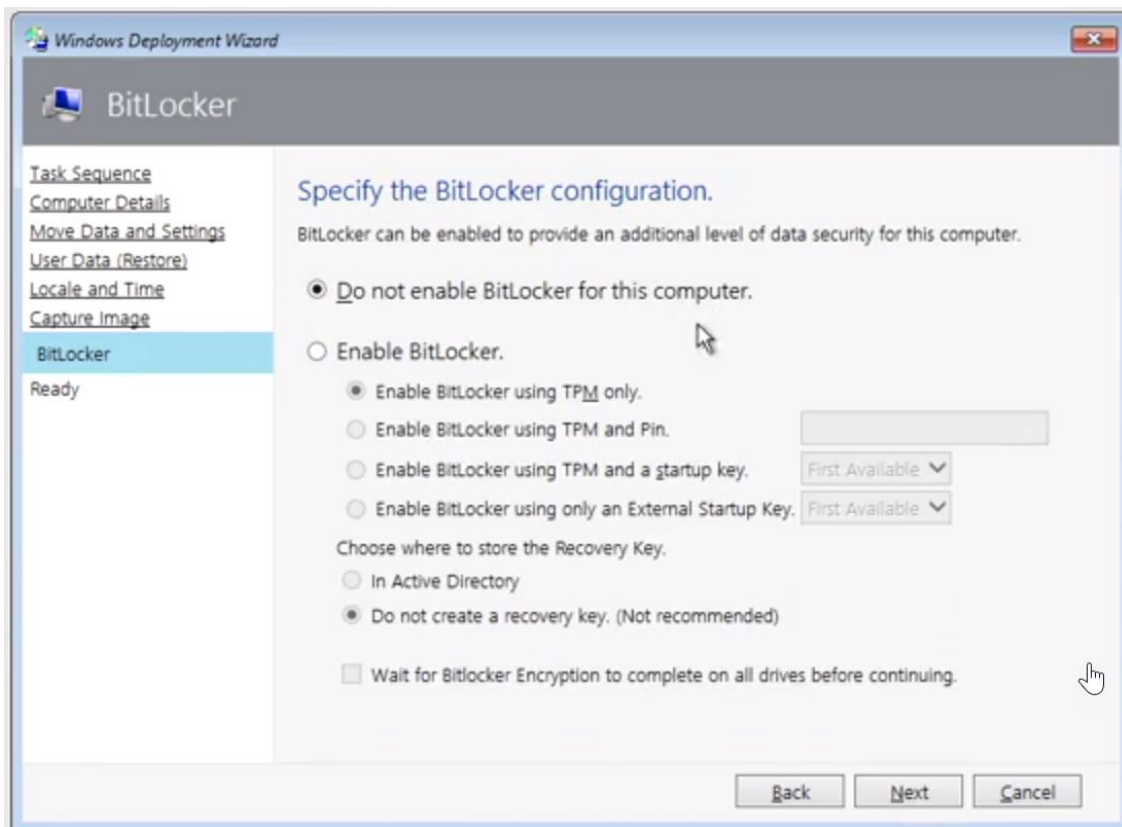 Windows Deployment Wizard
BitLocker
Task Sequence
Computer Details
Move Data and Settings
User Data (Restore)
Locale and Time
Capture Image
BitLocker
Ready
Specify the BitLocker configuration.
BitLocker can be enabled to provide an additional level of data security for this computer.
Do not enable BitLocker for this computer.
Enable BitLocker.
Enable BitLocker using TPM only.
Enable BitLocker using TPM and Pin.
Enable BitLocker using TPM and a startup key. First Available
Enable BitLocker using only an External Startup Key. First Available
Choose where to store the Recovery Key.
In Active Directory
Do not create a recovery key. (Not recommended)
Wait for Bitlocker Encryption to complete on all drives before continuing.
Back Next Cancel